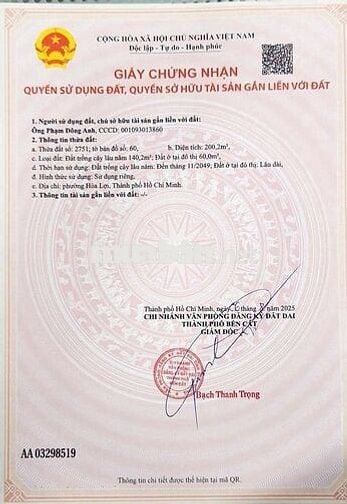 CỘNG HÒA XÃ HỘI CHỦ NGHĨA VIỆT NAM
Độc lập - Tự do - Hạnh phúc
GIẤY CHỨNG NHẬN
QUYỀN SỬ DỤNG ĐẤT, QUYỀN SỞ HỮU TÀI SẢN GẮN LIỀN VỚI ĐẤT
1. Người sử dụng đất, chủ sở hữu tài sản gắn liền với đất:
Ông Phạm Đông Anh, CCCD: 001093013860
2. Thông tin thửa đất:
a. Thửa đất số: 2751; tờ bản đồ số: 60, b. Diện tích: 200,2m²,
c. Loại đất: Đất trồng cây lâu năm 140,2m²; Đất ở tại đô thị 60,0m²,
d. Thời hạn sử dụng: Đất trồng cây lâu năm: Đến tháng 11/2049; Đất ở tại đô thị: Lâu dài,
đ. Hình thức sử dụng: Sử dụng riêng,
e. Địa chỉ: phường Hòa Lợi, Thành phố Hồ Chí Minh.
3. Thông tin tài sản gắn liền với đất: -/-
Thành phố Hồ Chí Minh, ngày tháng năm 2025
CHI NHÁNH VĂN PHÒNG ĐĂNG KÝ ĐẤT ĐAI
THÀNH PHỐ BẾN CÁT
GIÁM ĐỐC
Bạch Thanh Trọng
AA 03298519
Thông tin chi tiết được thể hiện tại mã QR.